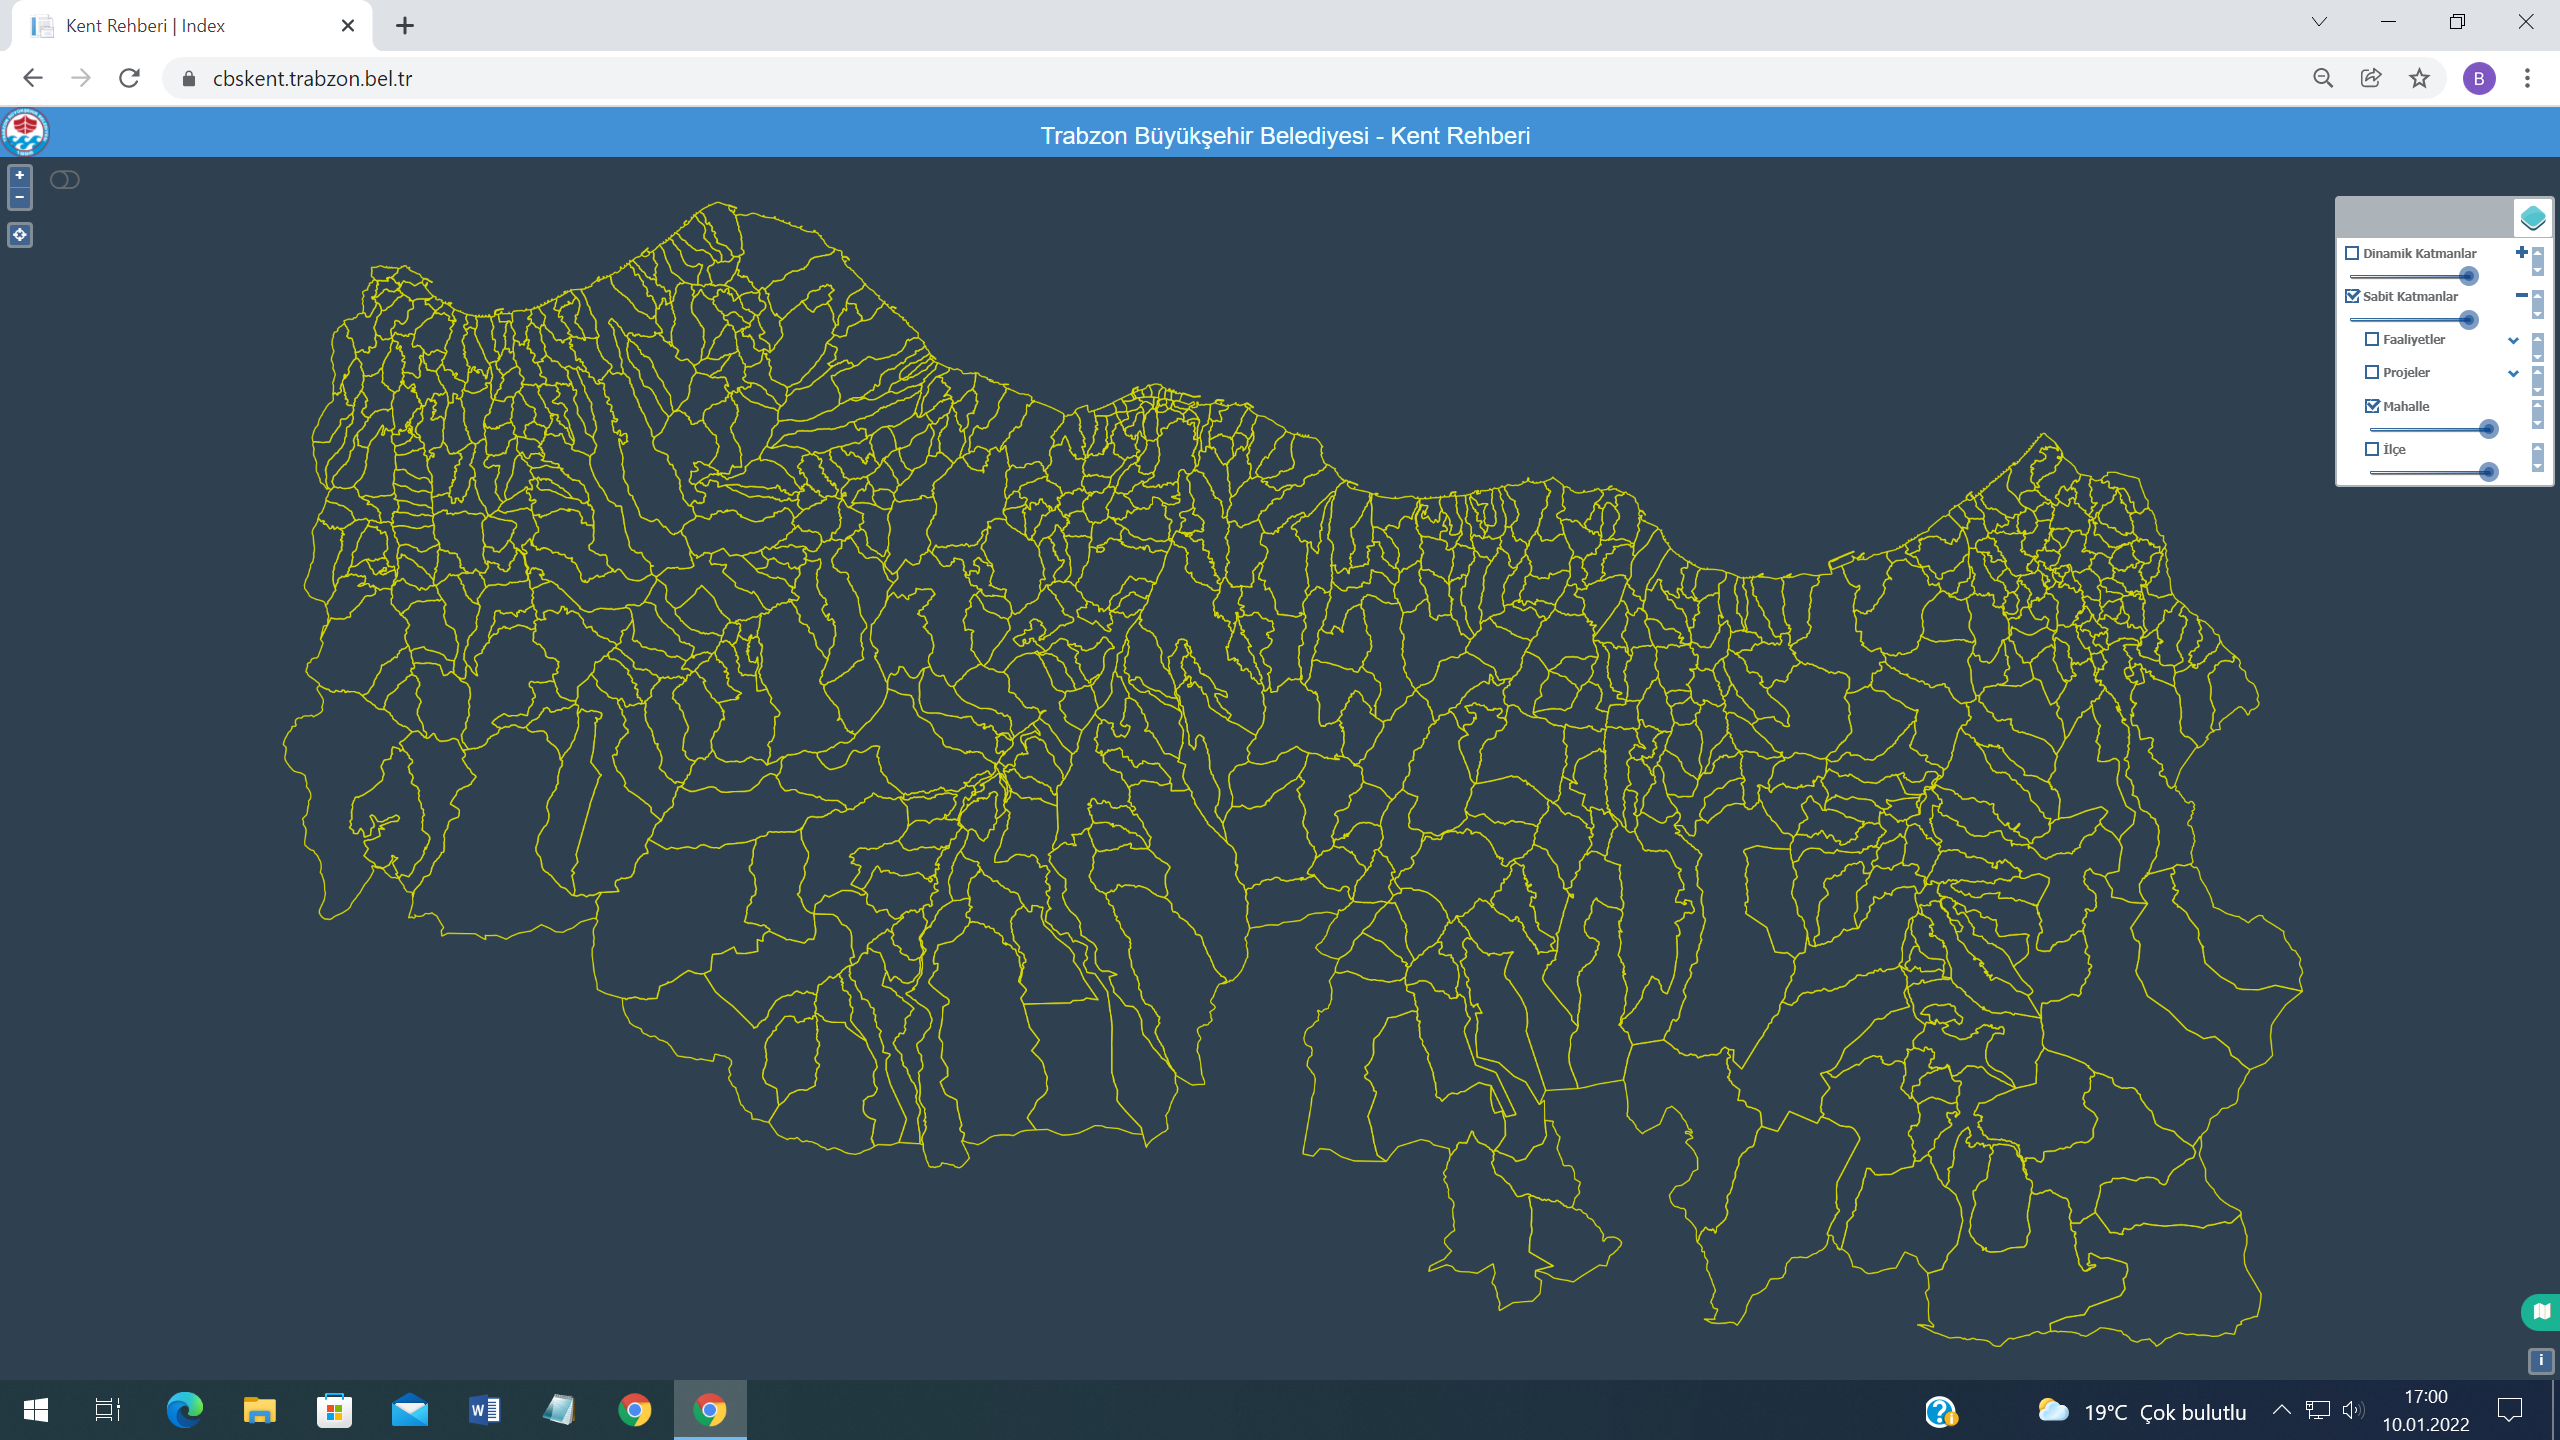 Kent Rehberi | Index
cbskent.trabzon.bel.tr
B
Trabzon Büyükşehir Belediyesi - Kent Rehberi
Dinamik Katmanlar
Sabit Katmanlar
Faaliyetler
Projeler
Mahalle
İlçe
i
W
19°C Çok bulutlu
17:00
10.01.2022